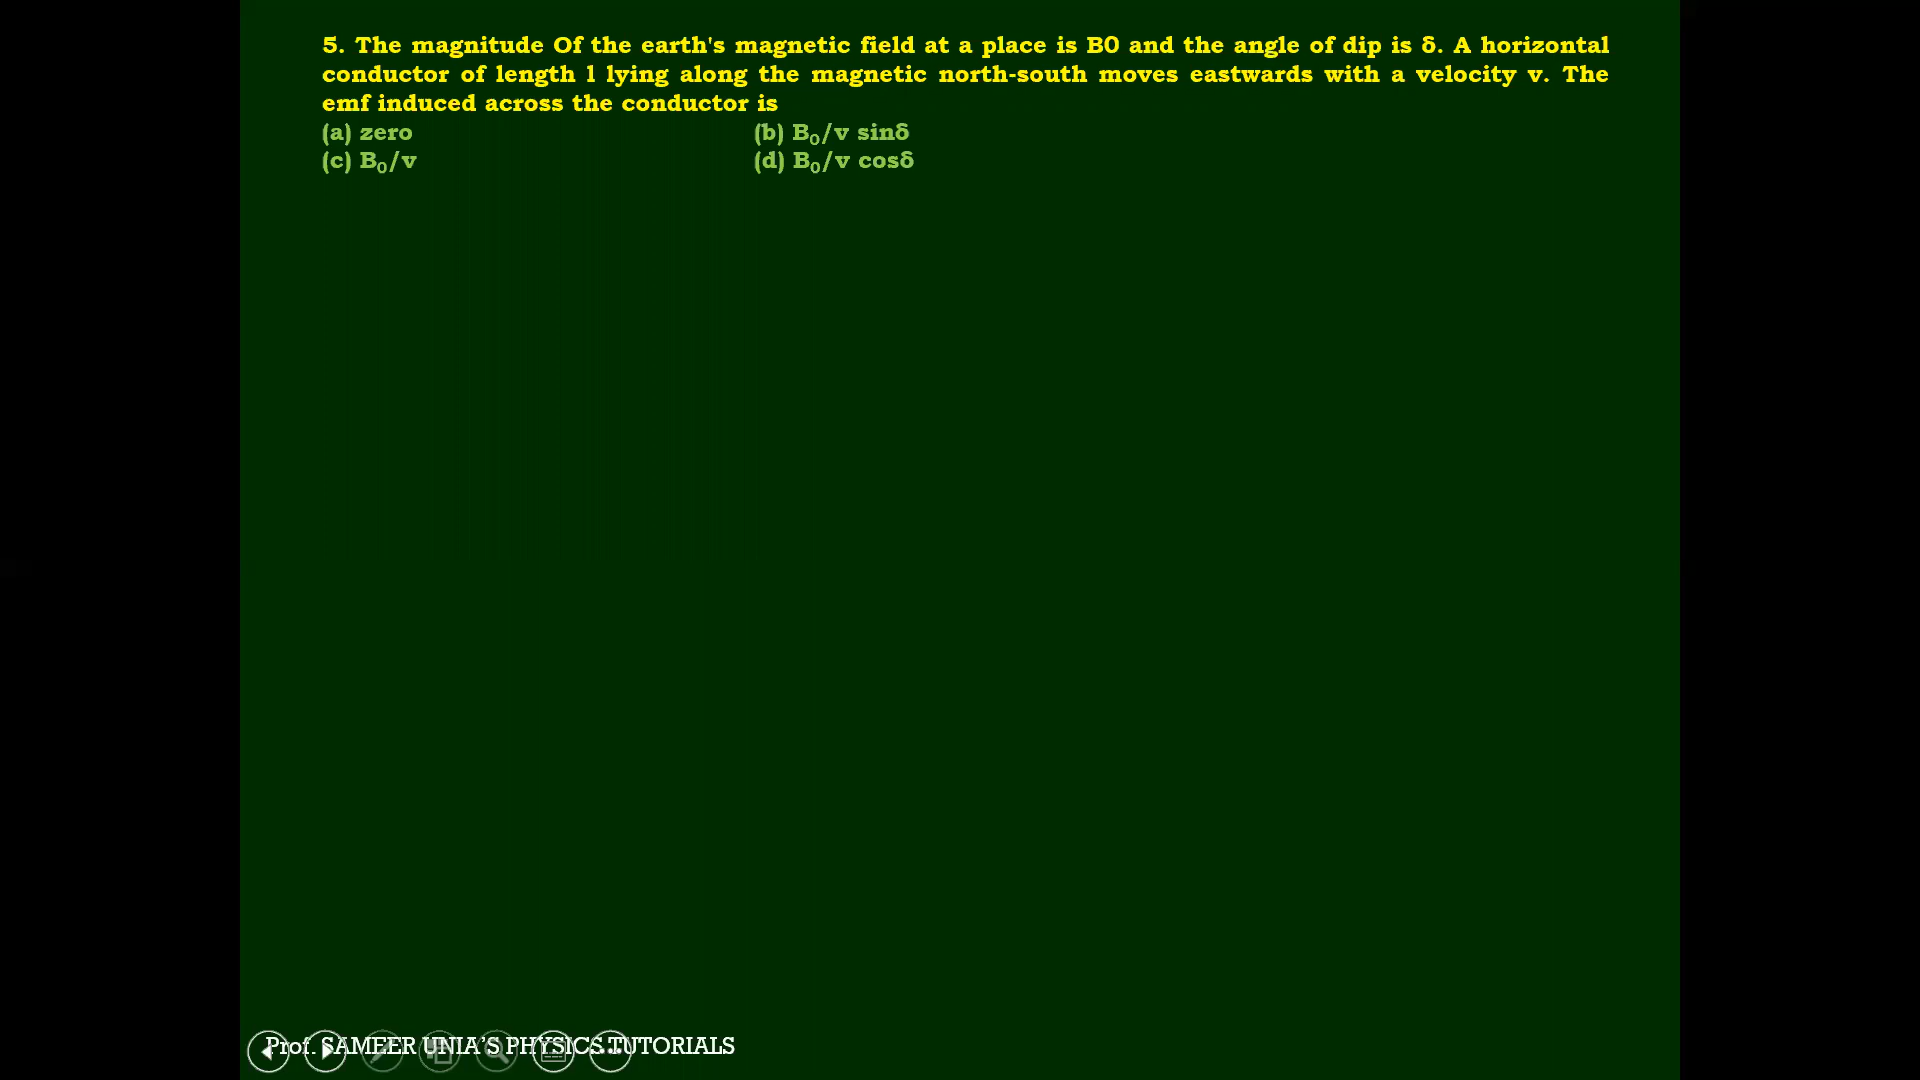 5. The magnitude Of the earth's magnetic field at a place is B0 and the angle of dip is δ. A horizontal
conductor of length l lying along the magnetic north-south moves eastwards with a velocity v. The
emf induced across the conductor is
(a) zero (b) B₀/v sinδ
(c) B₀/v (d) B₀/v cosδ
Prof. SAMEER UNIA’S PHYSICS TUTORIALS